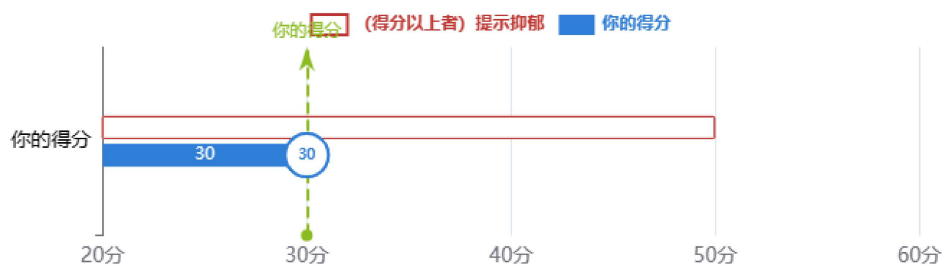 你的得分 (得分以上者) 提示抑郁 你的得分
你的得分
30 30
20分 30分 40分 50分 60分